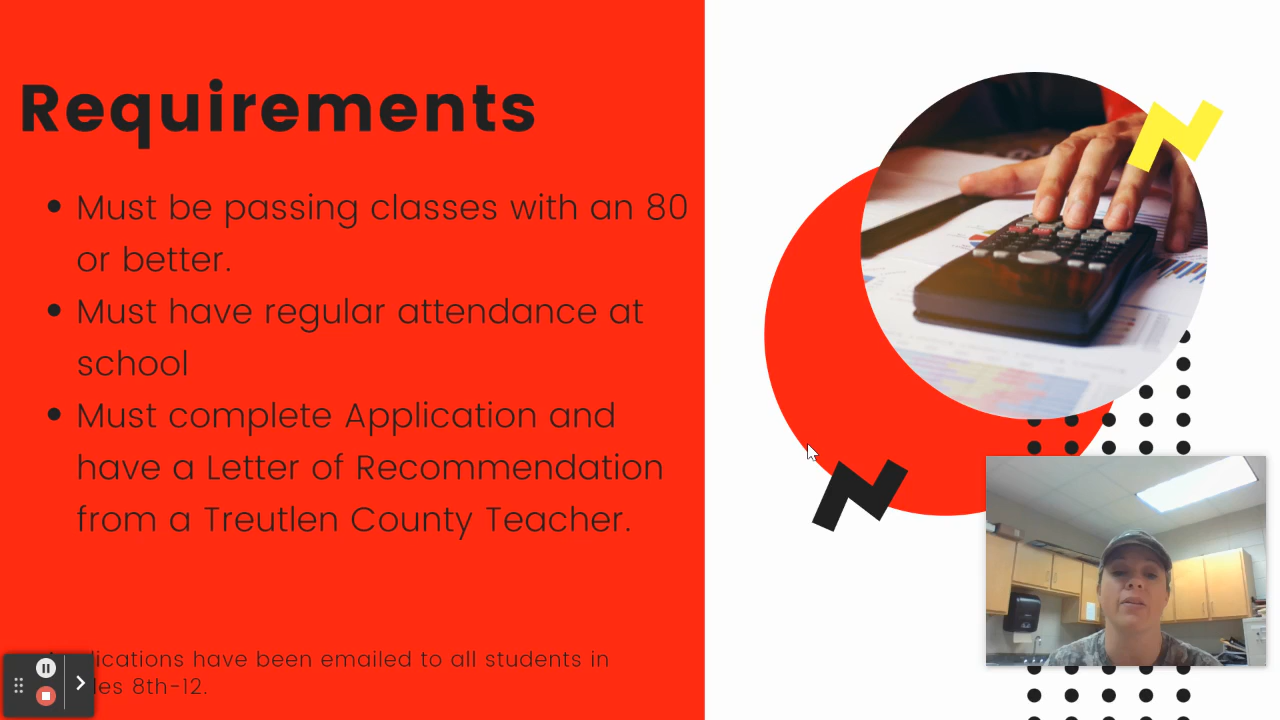 Requirements
Must be passing classes with an 80
or better.
Must have regular attendance at
school
Must complete Application and
have a Letter of Recommendation
from a Treutlen County Teacher.
have been emailed to all students in
8th-12.